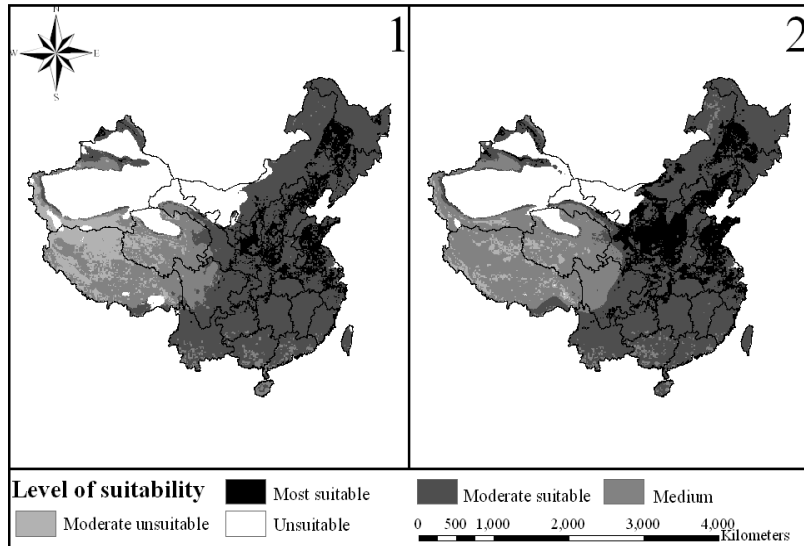 N
W E
S
1
2
Level of suitability
Most suitable
Moderate suitable
Medium
Moderate unsuitable
Unsuitable
0 500 1,000 2,000 3,000 4,000
Kilometers